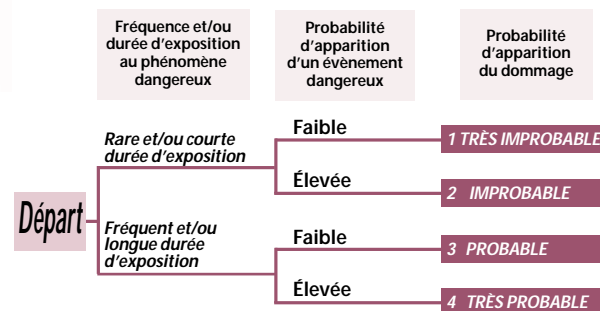 Fréquence et/ou
durée d'exposition
au phénomène
dangereux
Probabilité
d'apparition
d'un évènement
dangereux
Probabilité
d'apparition
du dommage
Rare et/ou courte
durée d'exposition
Faible
1 TRÈS IMPROBABLE
Élevée
2 IMPROBABLE
Départ
Fréquent et/ou
longue durée
d'exposition
Faible
3 PROBABLE
Élevée
4 TRÈS PROBABLE